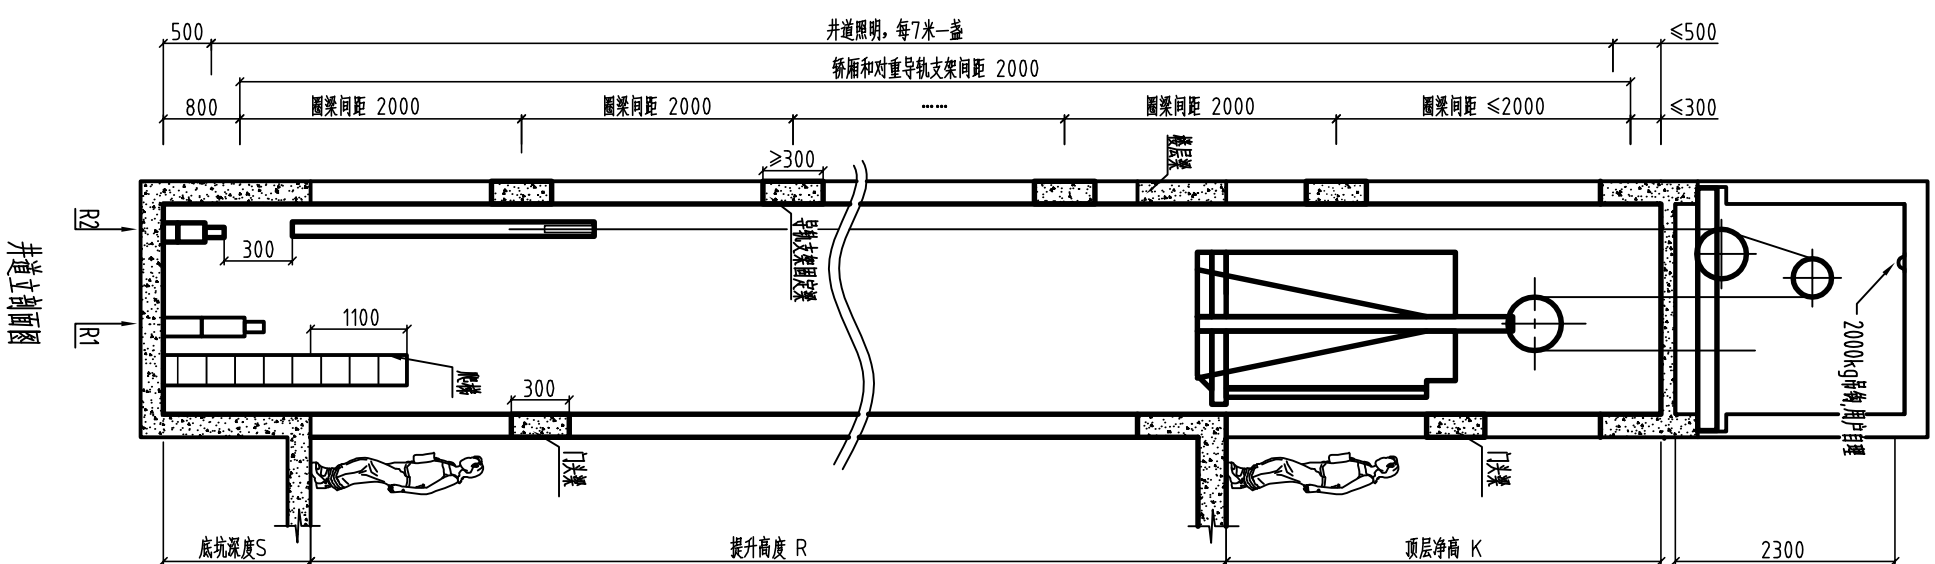 500
井道照明，每7米一盏
≤500
轿厢和对重导轨支架间距 2000
800
圈梁间距 2000
圈梁间距 2000
……
圈梁间距 2000
圈梁间距 ≤2000
≤300
≥300
楼层梁
R2
300
导轨支架固定梁
井道立剖面图
R1
1100
爬梯
300
门头梁
门头梁
2000kg吊钩,用户自理
底坑深度S
提升高度 R
顶层净高 K
2300